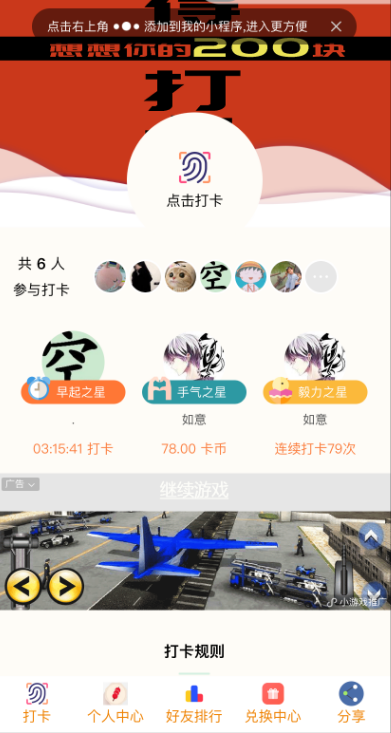 点击右上角 添加到我的小程序,进入更方便
想想你的200块
打
点击打卡
共 6 人
参与打卡
空
空
早起之星
手气之星
毅力之星
.
如意
如意
03:15:41 打卡
78.00 卡币
连续打卡79次
广告
继续游戏
小游戏推广
打卡规则
打卡
个人中心
好友排行
兑换中心
分享